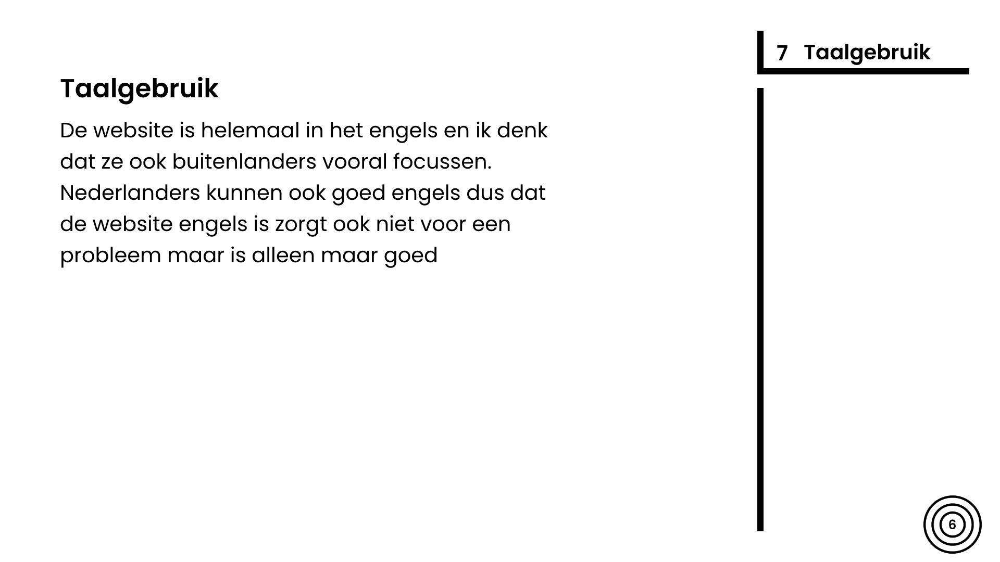 7 Taalgebruik
Taalgebruik
De website is helemaal in het engels en ik denk
dat ze ook buitenlanders vooral focussen.
Nederlanders kunnen ook goed engels dus dat
de website engels is zorgt ook niet voor een
probleem maar is alleen maar goed
6